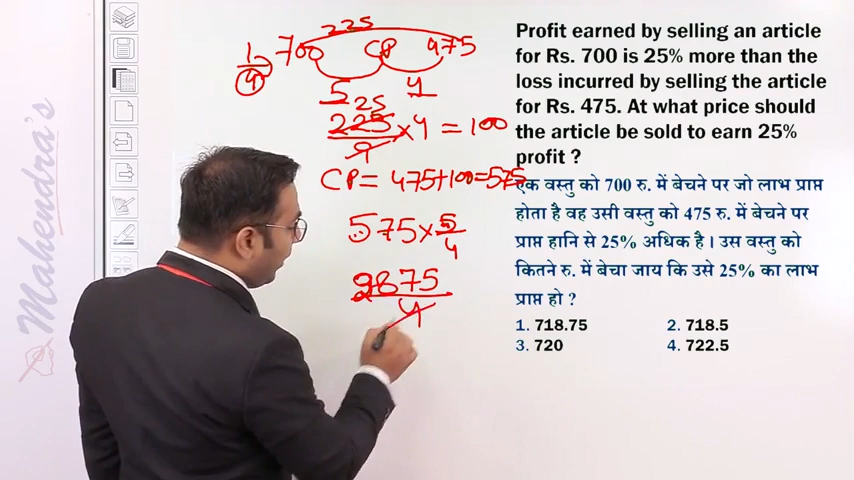 225
1/4 700 CP 475
5 4
25
225/9 × 4 = 100
CP = 475+100=575
575 × 5/4
2875/4
Mahendra's
Profit earned by selling an article
for Rs. 700 is 25% more than the
loss incurred by selling the article
for Rs. 475. At what price should
the article be sold to earn 25%
profit ?
एक वस्तु को 700 रु. में बेचने पर जो लाभ प्राप्त
होता है वह उसी वस्तु को 475 रु. में बेचने पर
प्राप्त हानि से 25% अधिक है। उस वस्तु को
कितने रु. में बेचा जाय कि उसे 25% का लाभ
प्राप्त हो ?
1. 718.75 2. 718.5
3. 720 4. 722.5